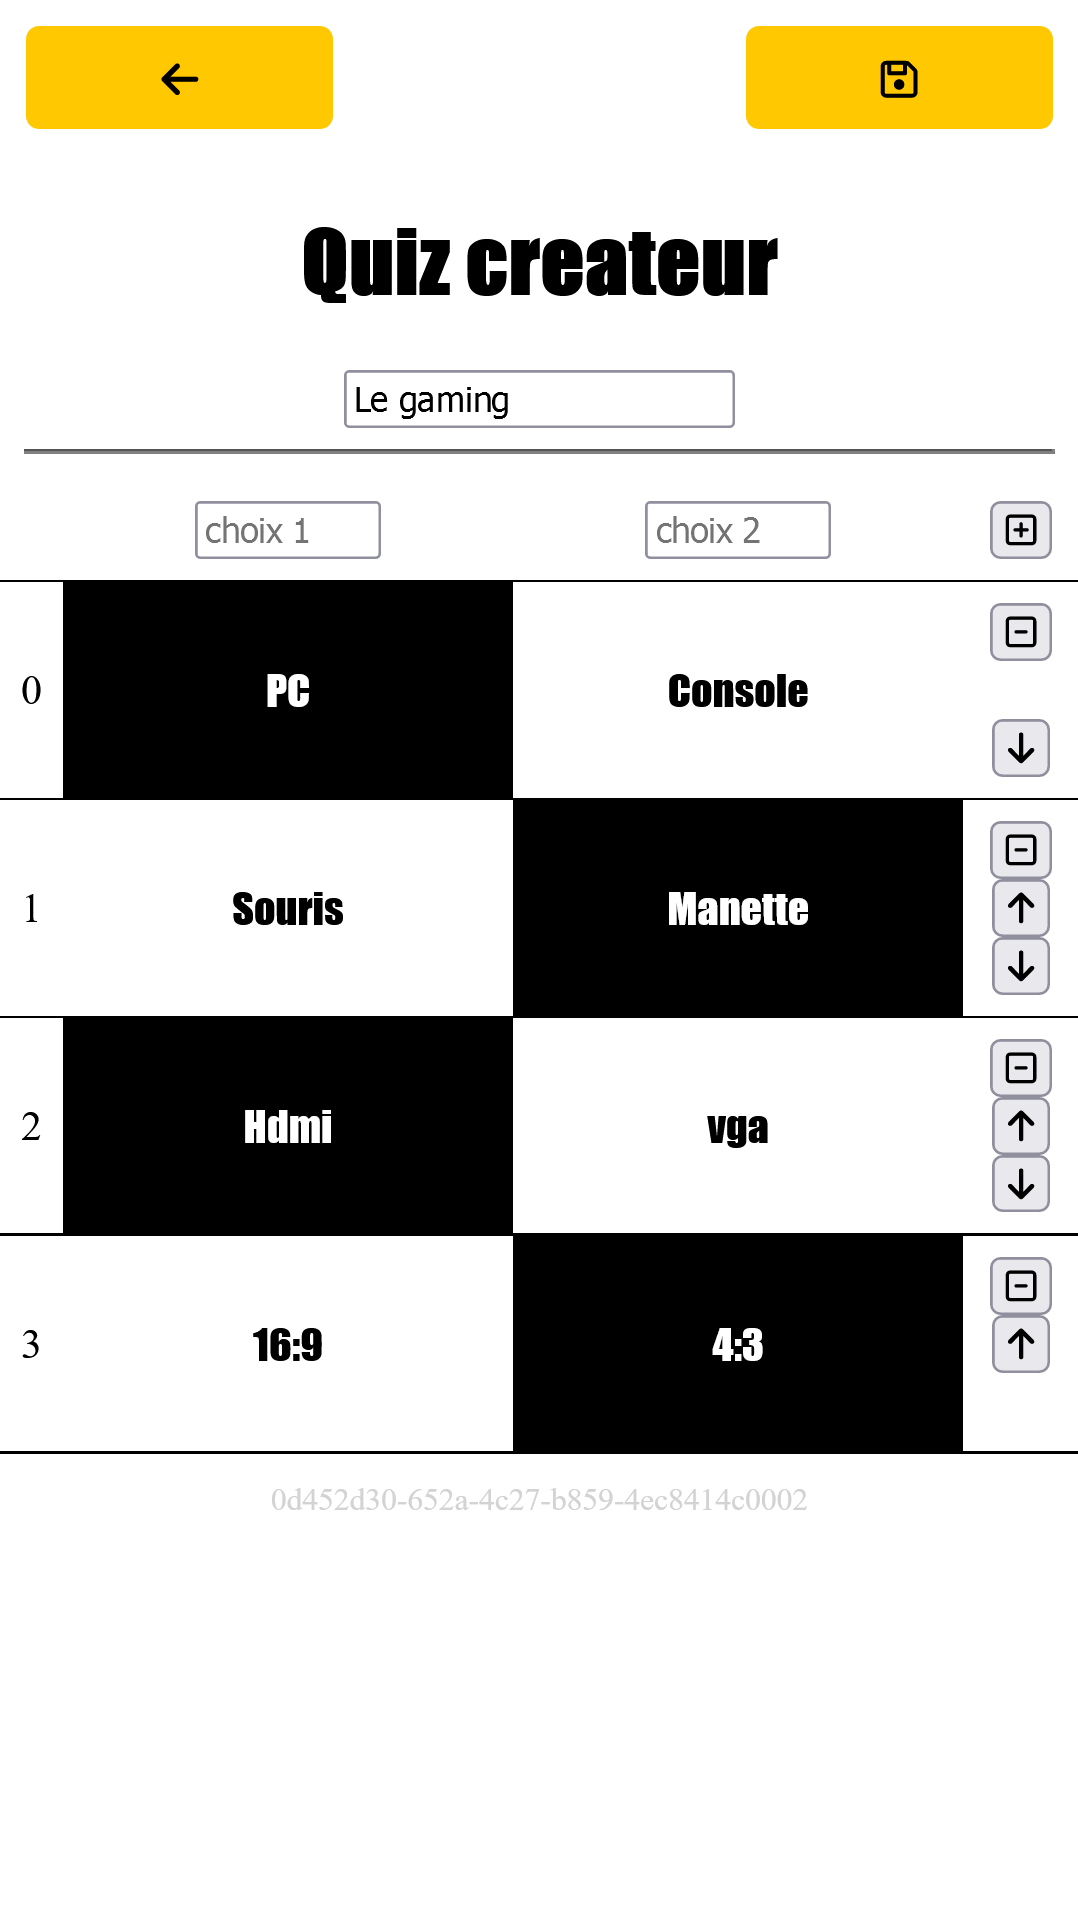 Quiz createur
Le gaming
choix 1 choix 2
0 PC Console
1 Souris Manette
2 Hdmi vga
3 16:9 4:3
0d452d30-652a-4c27-b859-4ec8414c0002